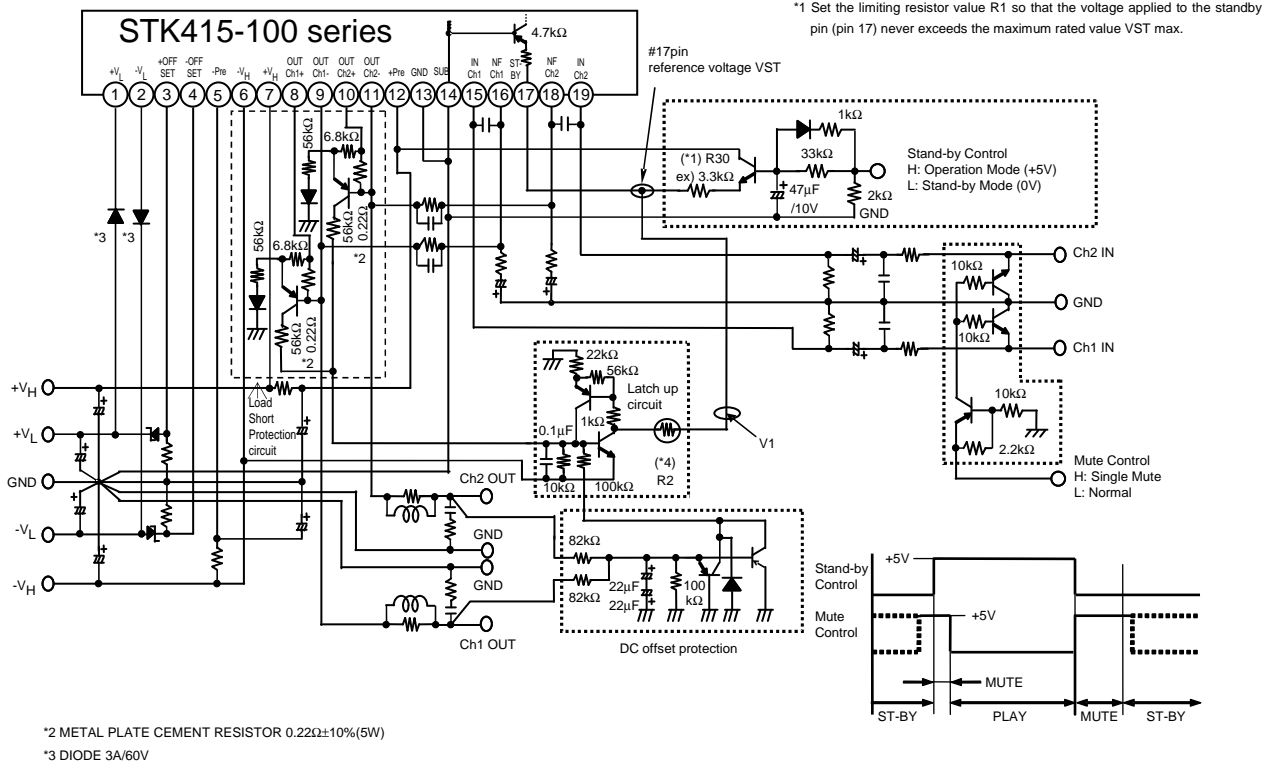 *1 Set the limiting resistor value R1 so that the voltage applied to the standby
pin (pin 17) never exceeds the maximum rated value VST max.
STK415-100 series
4.7kΩ
#17pin
reference voltage VST
+VL
-VL
+OFF SET
-OFF SET
-Pre
-VH
+VH
OUT Ch1+
OUT Ch1-
OUT Ch2+
OUT Ch2-
+Pre
GND
SUB
IN Ch1
NF Ch1
ST-BY
NF Ch2
IN Ch2
1 2 3 4 5 6 7 8 9 10 11 12 13 14 15 16 17 18 19
56kΩ
6.8kΩ
56kΩ
0.22Ω
*2
*3
*3
56kΩ
6.8kΩ
56kΩ
0.22Ω
*2
(*1) R30
ex) 3.3kΩ
1kΩ
33kΩ
47μF
/10V
2kΩ
GND
Stand-by Control
H: Operation Mode (+5V)
L: Stand-by Mode (0V)
10kΩ
10kΩ
Ch2 IN
GND
Ch1 IN
10kΩ
2.2kΩ
Mute Control
H: Single Mute
L: Normal
+VH
+VL
GND
-VL
-VH
Load
Short
Protection
circuit
22kΩ
56kΩ
Latch up
circuit
1kΩ
0.1μF
10kΩ
100kΩ
(*4)
R2
V1
Ch2 OUT
GND
GND
Ch1 OUT
82kΩ
82kΩ
22μF
22μF
100
kΩ
DC offset protection
Stand-by
Control
+5V
Mute
Control
+5V
MUTE
ST-BY
PLAY
MUTE
ST-BY
*2 METAL PLATE CEMENT RESISTOR 0.22Ω±10%(5W)
*3 DIODE 3A/60V